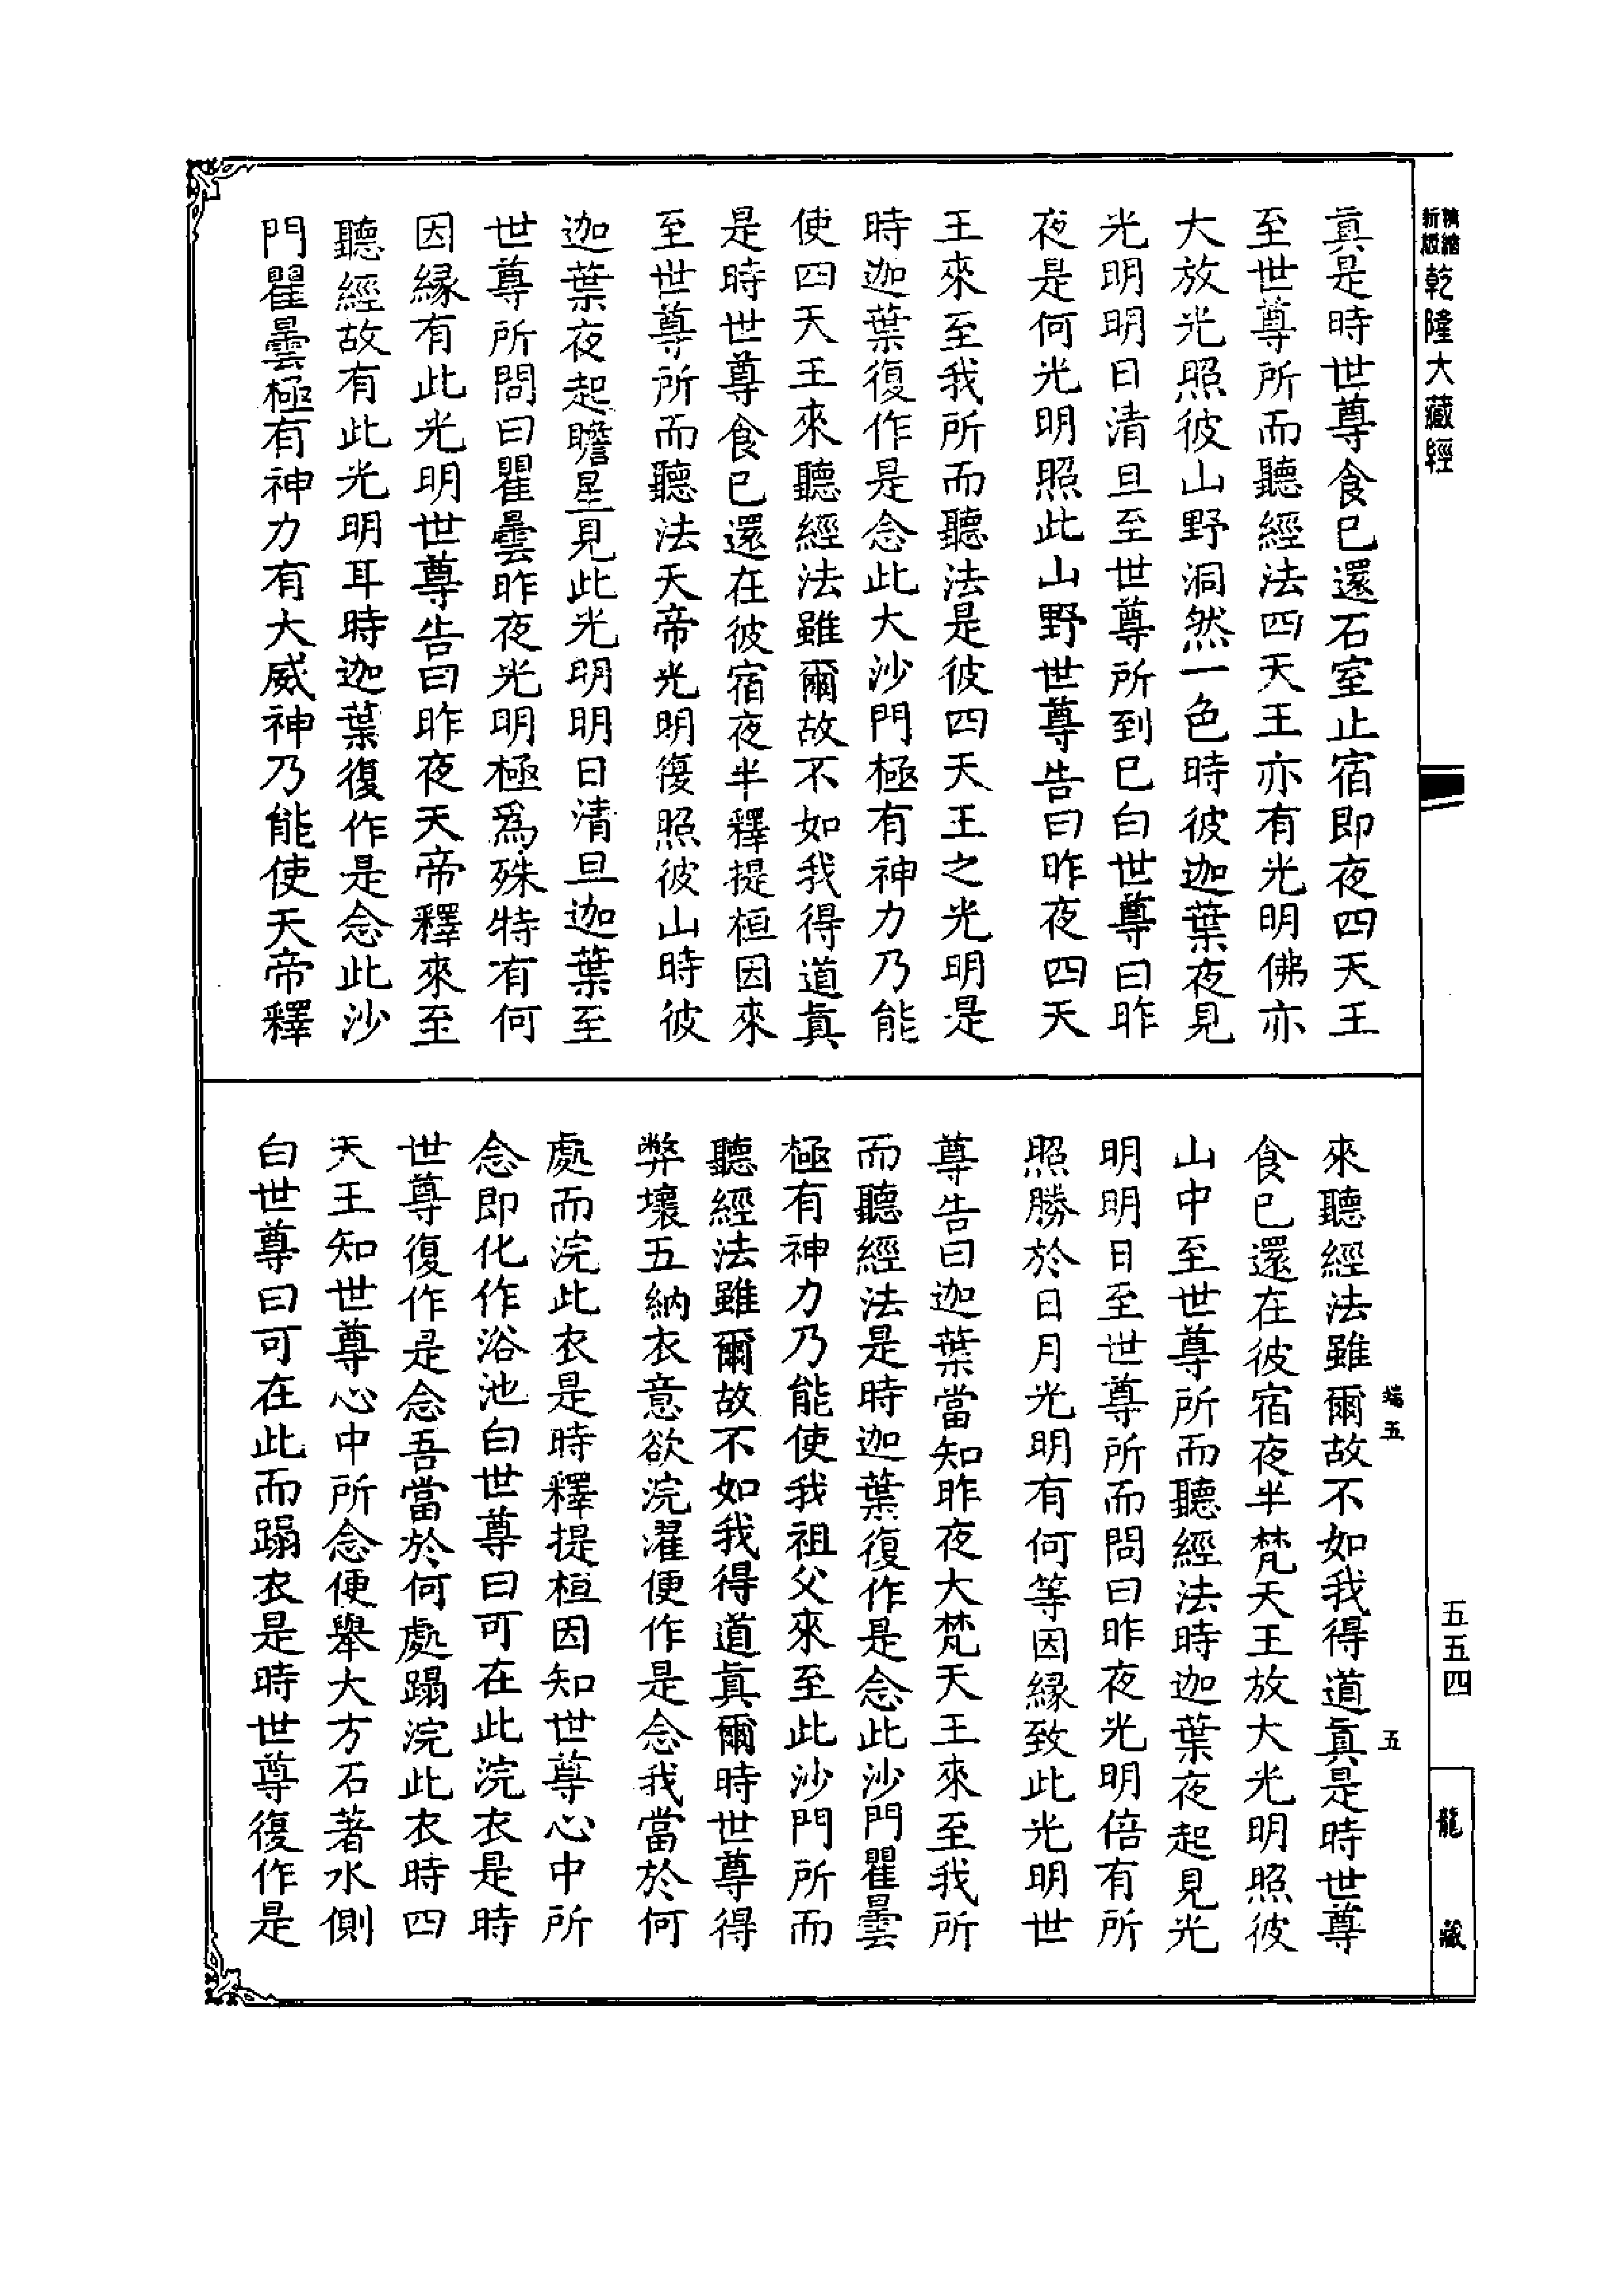 精縮新版乾隆大藏經
真是時世尊食已還石室止宿即夜四天王
至世尊所而聽經法四天王亦有光明佛亦
大放光照彼山野洞然一色時彼迦葉夜見
光明明日清旦至世尊所到已白世尊曰昨
夜是何光明照此山野世尊告曰昨夜四天
王來至我所而聽法是彼四天王之光明是
時迦葉復作是念此大沙門極有神力乃能
使四天王來聽經法雖爾故不如我得道真
是時世尊食已還在彼宿夜半釋提桓因來
至世尊所而聽法天帝光明復照彼山時彼
迦葉夜起瞻星見此光明明日清旦迦葉至
世尊所問曰瞿曇昨夜光明極為殊特有何
因緣有此光明世尊告曰昨夜天帝釋來至
聽經故有此光明耳時迦葉復作是念此沙
門瞿曇極有神力有大威神乃能使天帝釋
端五 五
來聽經法雖爾故不如我得道真是時世尊
食已還在彼宿夜半梵天王放大光明照彼
山中至世尊所而聽經法時迦葉夜起見光
明明日至世尊所而問曰昨夜光明倍有所
照勝於日月光明有何等因緣致此光明世
尊告曰迦葉當知昨夜大梵天王來至我所
而聽經法是時迦葉復作是念此沙門瞿曇
極有神力乃能使我祖父來至此沙門所而
聽經法雖爾故不如我得道真爾時世尊得
弊壞五納衣意欲浣濯便作是念我當於何
處而浣此衣是時釋提桓因知世尊心中所
念即化作浴池白世尊曰可在此浣衣是時
世尊復作是念吾當於何處蹋浣此衣時四
天王知世尊心中所念便舉大方石著水側
白世尊曰可在此而蹋衣是時世尊復作是
五五四
龍藏